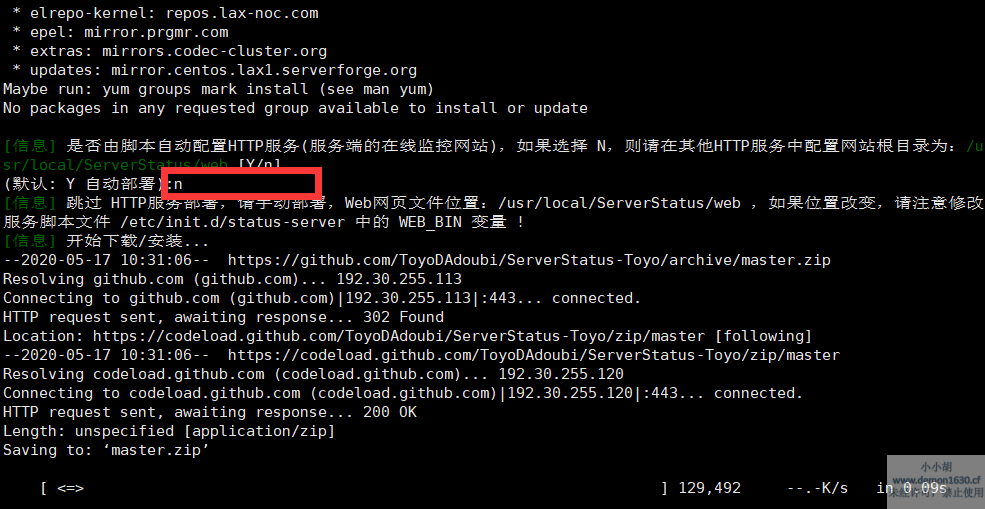 * elrepo-kernel: repos.lax-noc.com
* epel: mirror.prgmr.com
* extras: mirrors.codec-cluster.org
* updates: mirror.centos.lax1.serverforge.org
Maybe run: yum groups mark install (see man yum)
No packages in any requested group available to install or update
[信息] 是否由脚本自动配置HTTP服务(服务端的在线监控网站)，如果选择 N，则请在其他HTTP服务中配置网站根目录为：/u
sr/local/ServerStatus/web [Y/n]
(默认: Y 自动部署):n
[信息] 跳过 HTTP服务部署，请手动部署，Web网页文件位置：/usr/local/ServerStatus/web ，如果位置改变，请注意修改
服务脚本文件 /etc/init.d/status-server 中的 WEB_BIN 变量 !
[信息] 开始下载/安装...
--2020-05-17 10:31:06--  https://github.com/ToyoDAdoubi/ServerStatus-Toyo/archive/master.zip
Resolving github.com (github.com)... 192.30.255.113
Connecting to github.com (github.com)|192.30.255.113|:443... connected.
HTTP request sent, awaiting response... 302 Found
Location: https://codeload.github.com/ToyoDAdoubi/ServerStatus-Toyo/zip/master [following]
--2020-05-17 10:31:06--  https://codeload.github.com/ToyoDAdoubi/ServerStatus-Toyo/zip/master
Resolving codeload.github.com (codeload.github.com)... 192.30.255.120
Connecting to codeload.github.com (codeload.github.com)|192.30.255.120|:443... connected.
HTTP request sent, awaiting response... 200 OK
Length: unspecified [application/zip]
Saving to: ‘master.zip’
[ <=> ] 129,492 --.-K/s in 0.09s
小小胡
www.demon1630.cf
未经许可，禁止使用